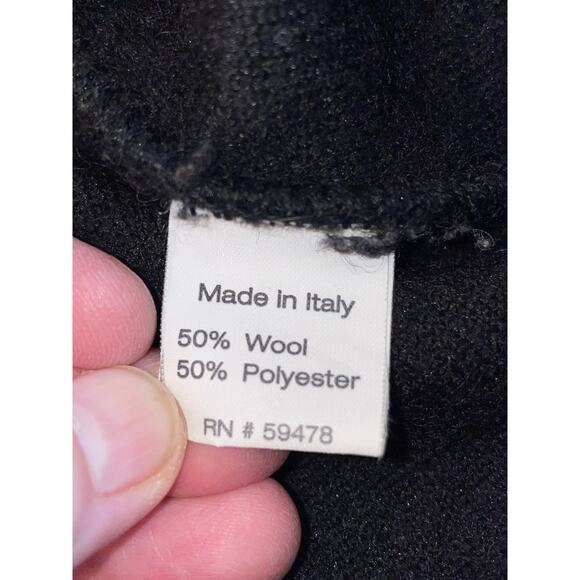 Made in Italy
50% Wool
50% Polyester
RN # 59478